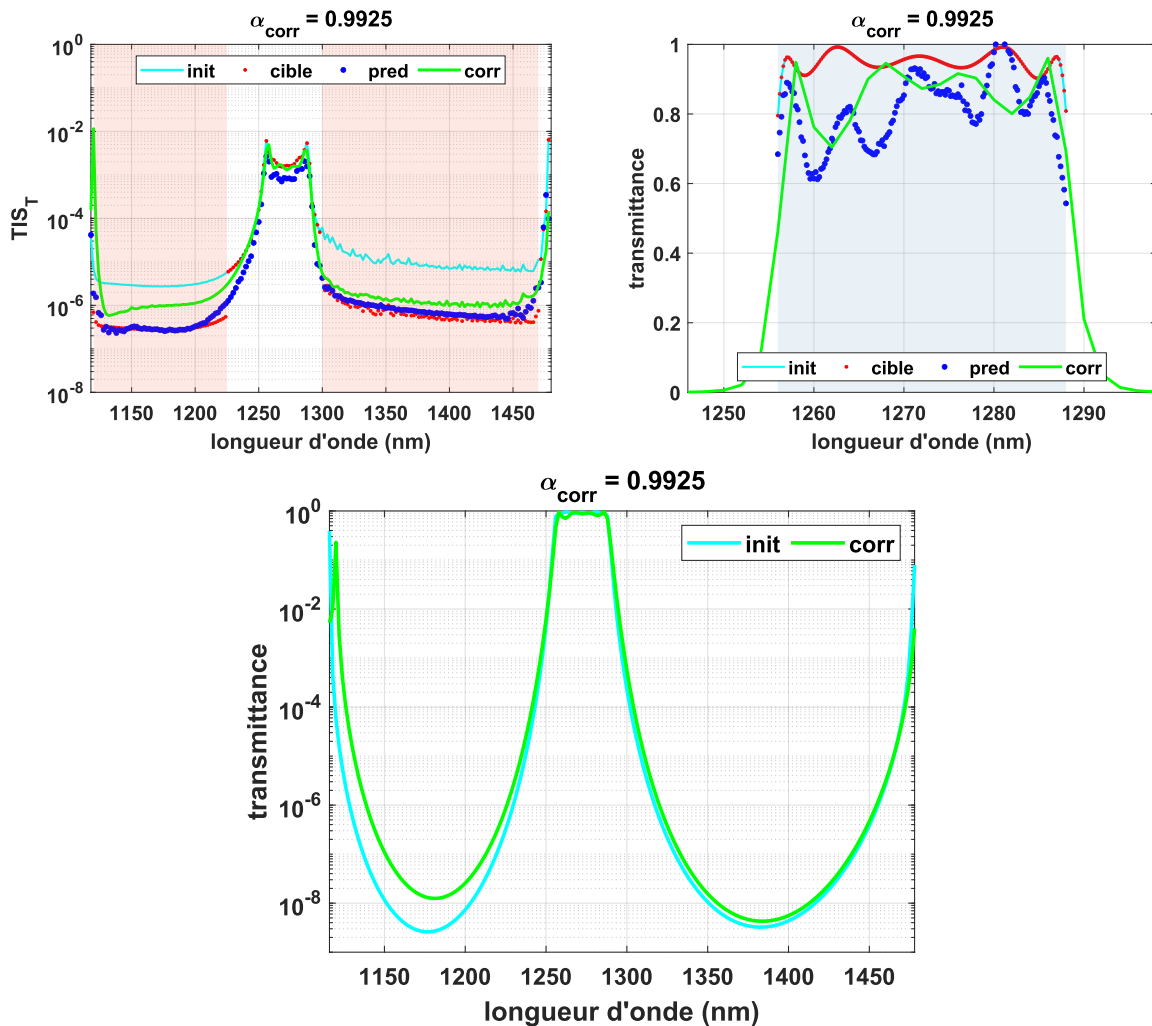 α_corr = 0.9925
10^0
10^-2
10^-4
10^-6
10^-8
TIS_T
init cible pred corr
1150 1200 1250 1300 1350 1400 1450
longueur d'onde (nm)
α_corr = 0.9925
1
0.8
0.6
0.4
0.2
0
transmittance
init cible pred corr
1250 1260 1270 1280 1290
longueur d'onde (nm)
α_corr = 0.9925
10^0
10^-2
10^-4
10^-6
10^-8
transmittance
init corr
1150 1200 1250 1300 1350 1400 1450
longueur d'onde (nm)